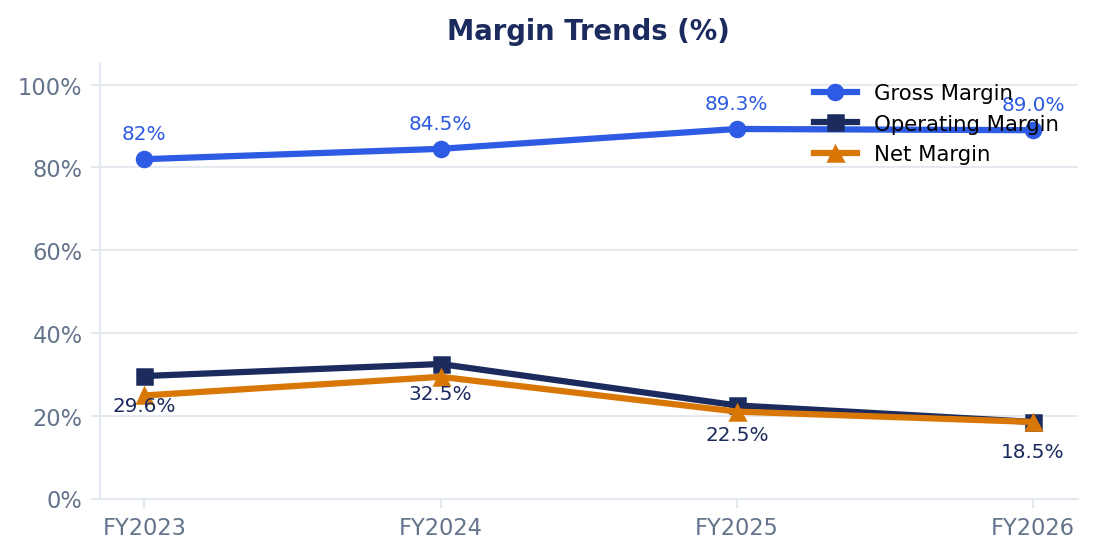 Margin Trends (%)
100%
80%
60%
40%
20%
0%
82%
84.5%
89.3%
89.0%
Gross Margin
Operating Margin
Net Margin
29.6%
32.5%
22.5%
18.5%
FY2023
FY2024
FY2025
FY2026